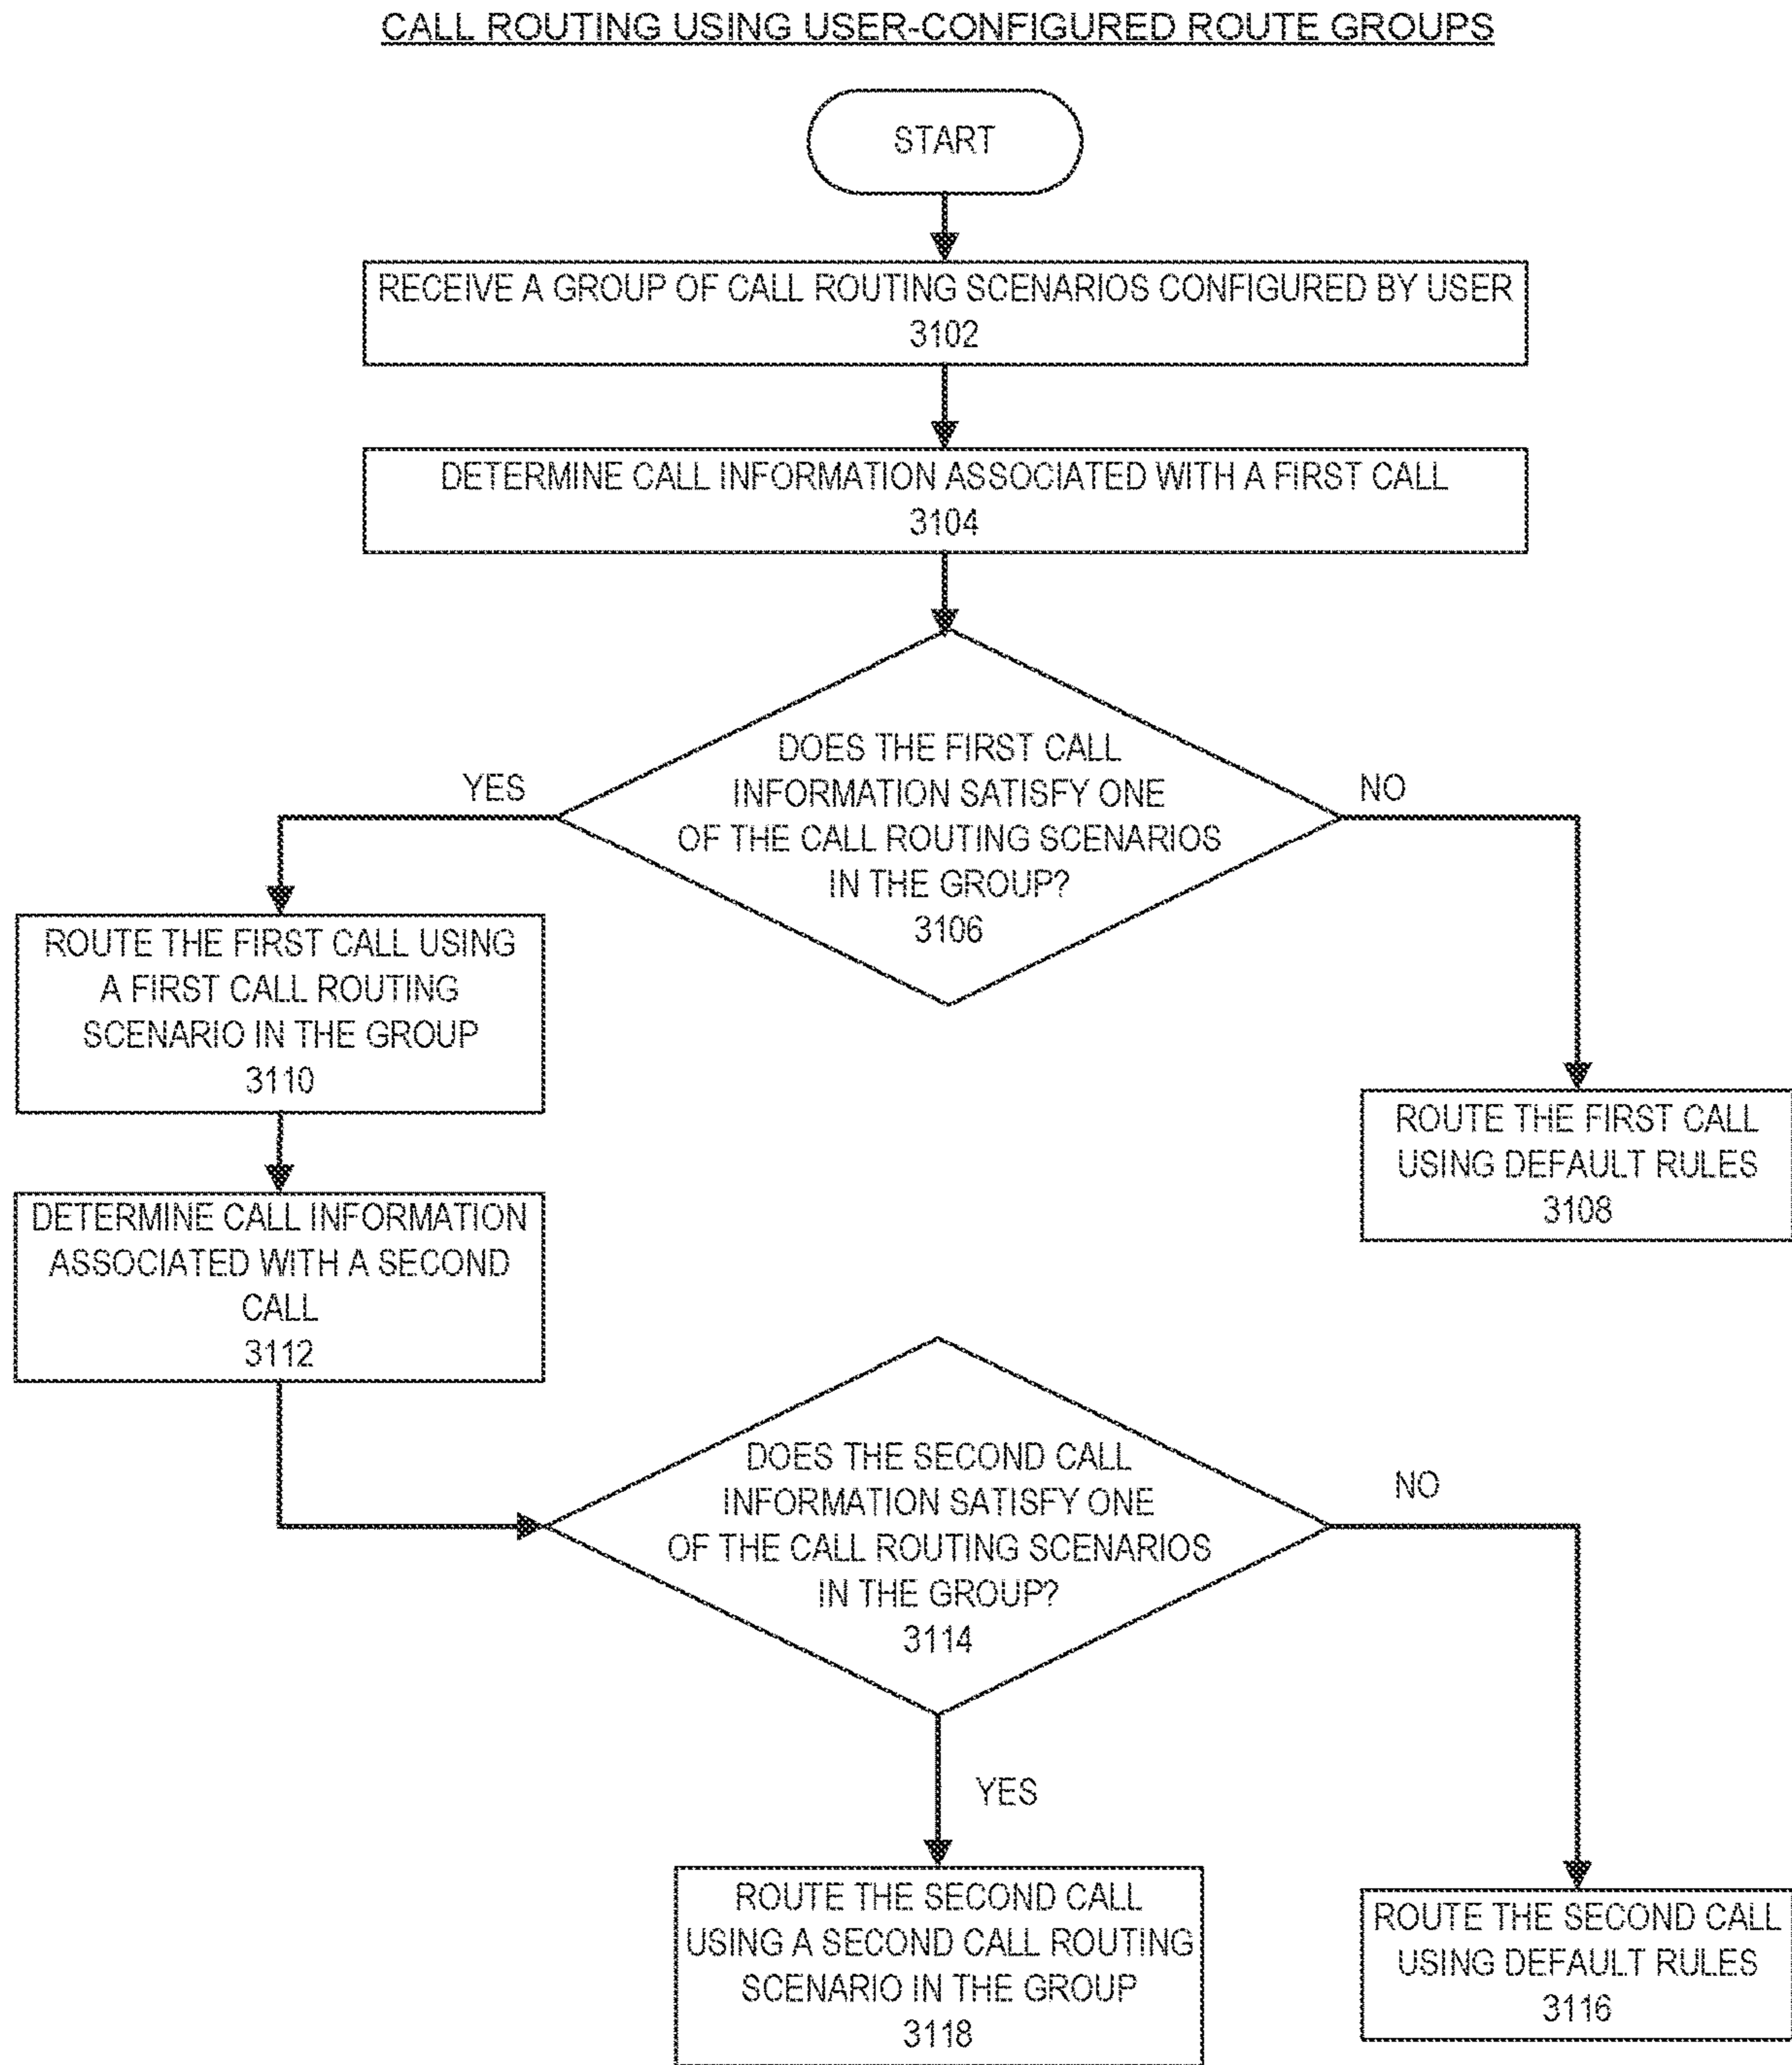 CALL ROUTING USING USER-CONFIGURED ROUTE GROUPS
START
RECEIVE A GROUP OF CALL ROUTING SCENARIOS CONFIGURED BY USER
3102
DETERMINE CALL INFORMATION ASSOCIATED WITH A FIRST CALL
3104
DOES THE FIRST CALL
INFORMATION SATISFY ONE
OF THE CALL ROUTING SCENARIOS
IN THE GROUP?
3106
YES
NO
ROUTE THE FIRST CALL USING
A FIRST CALL ROUTING
SCENARIO IN THE GROUP
3110
ROUTE THE FIRST CALL
USING DEFAULT RULES
3108
DETERMINE CALL INFORMATION
ASSOCIATED WITH A SECOND
CALL
3112
DOES THE SECOND CALL
INFORMATION SATISFY ONE
OF THE CALL ROUTING SCENARIOS
IN THE GROUP?
3114
NO
YES
ROUTE THE SECOND CALL
USING A SECOND CALL ROUTING
SCENARIO IN THE GROUP
3118
ROUTE THE SECOND CALL
USING DEFAULT RULES
3116